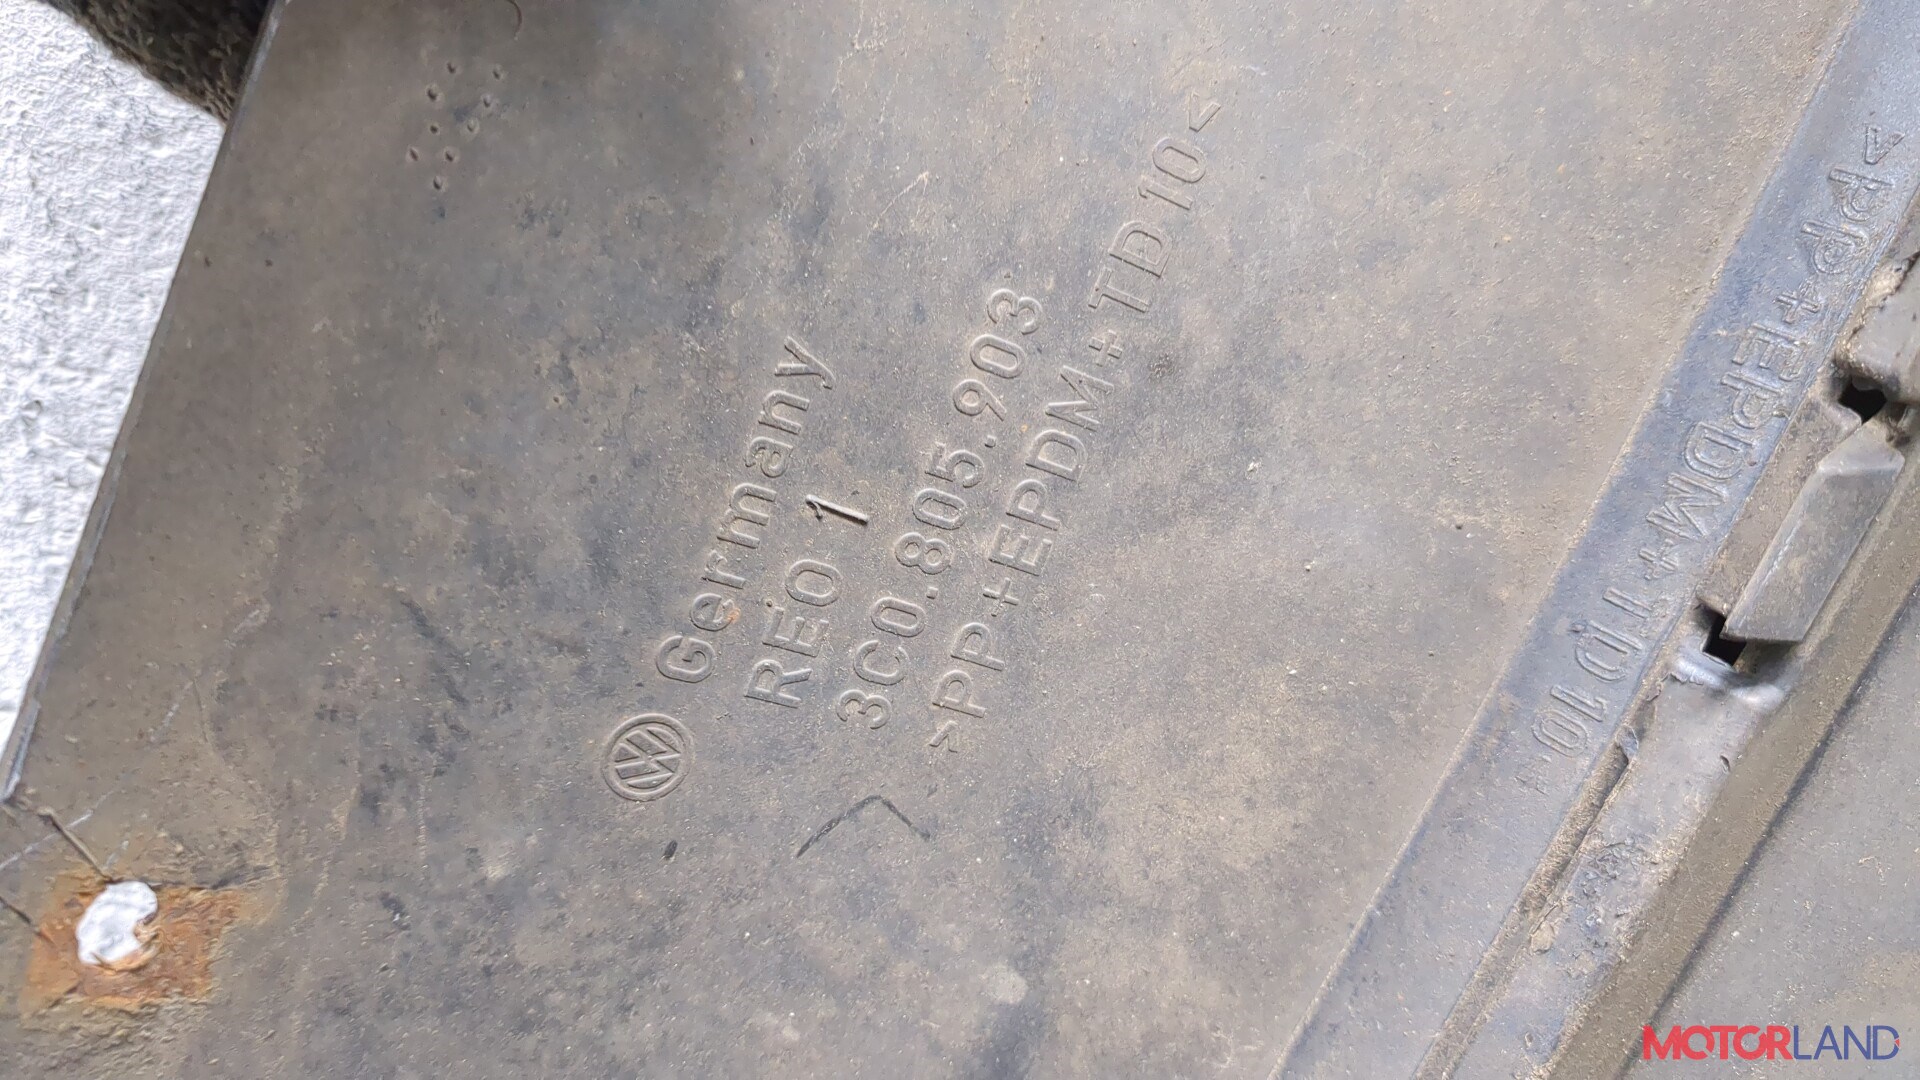 Germany
REO 1
3C0.805.903
>PP+EPDM+TD10<
>PP+EPDM+TD10<
MOTORLAND